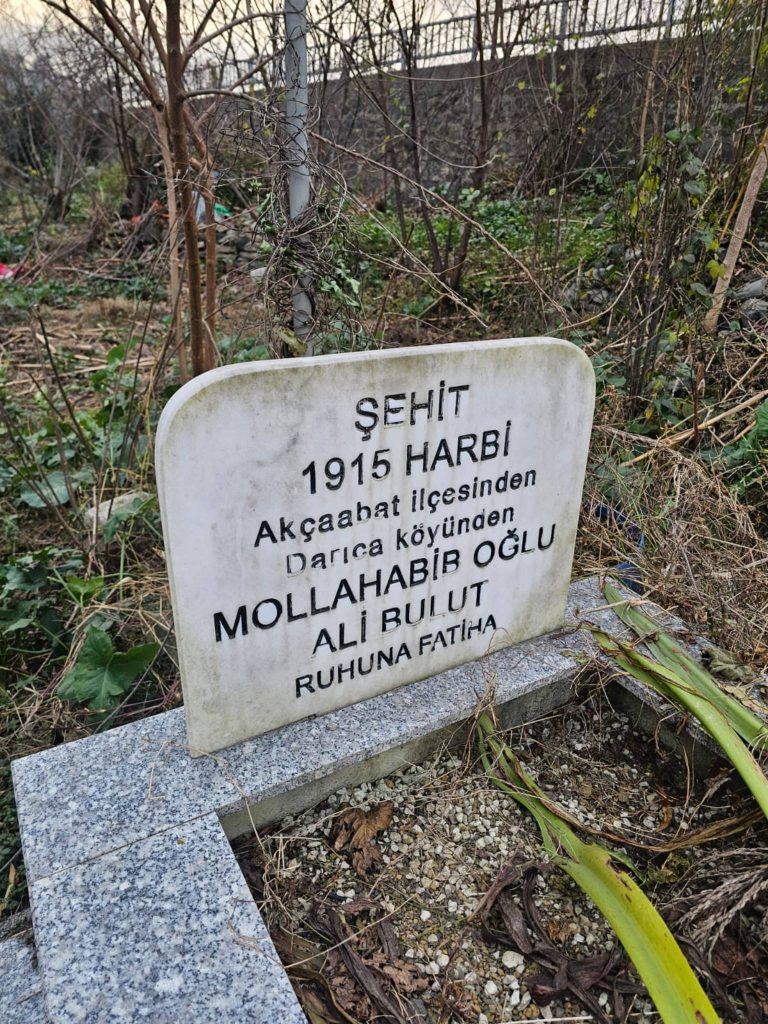 ŞEHİT
1915 HARBİ
Akçaabat ilçesinden
Darıca köyünden
MOLLAHABİB OĞLU
ALİ BULUT
RUHUNA FATİHA